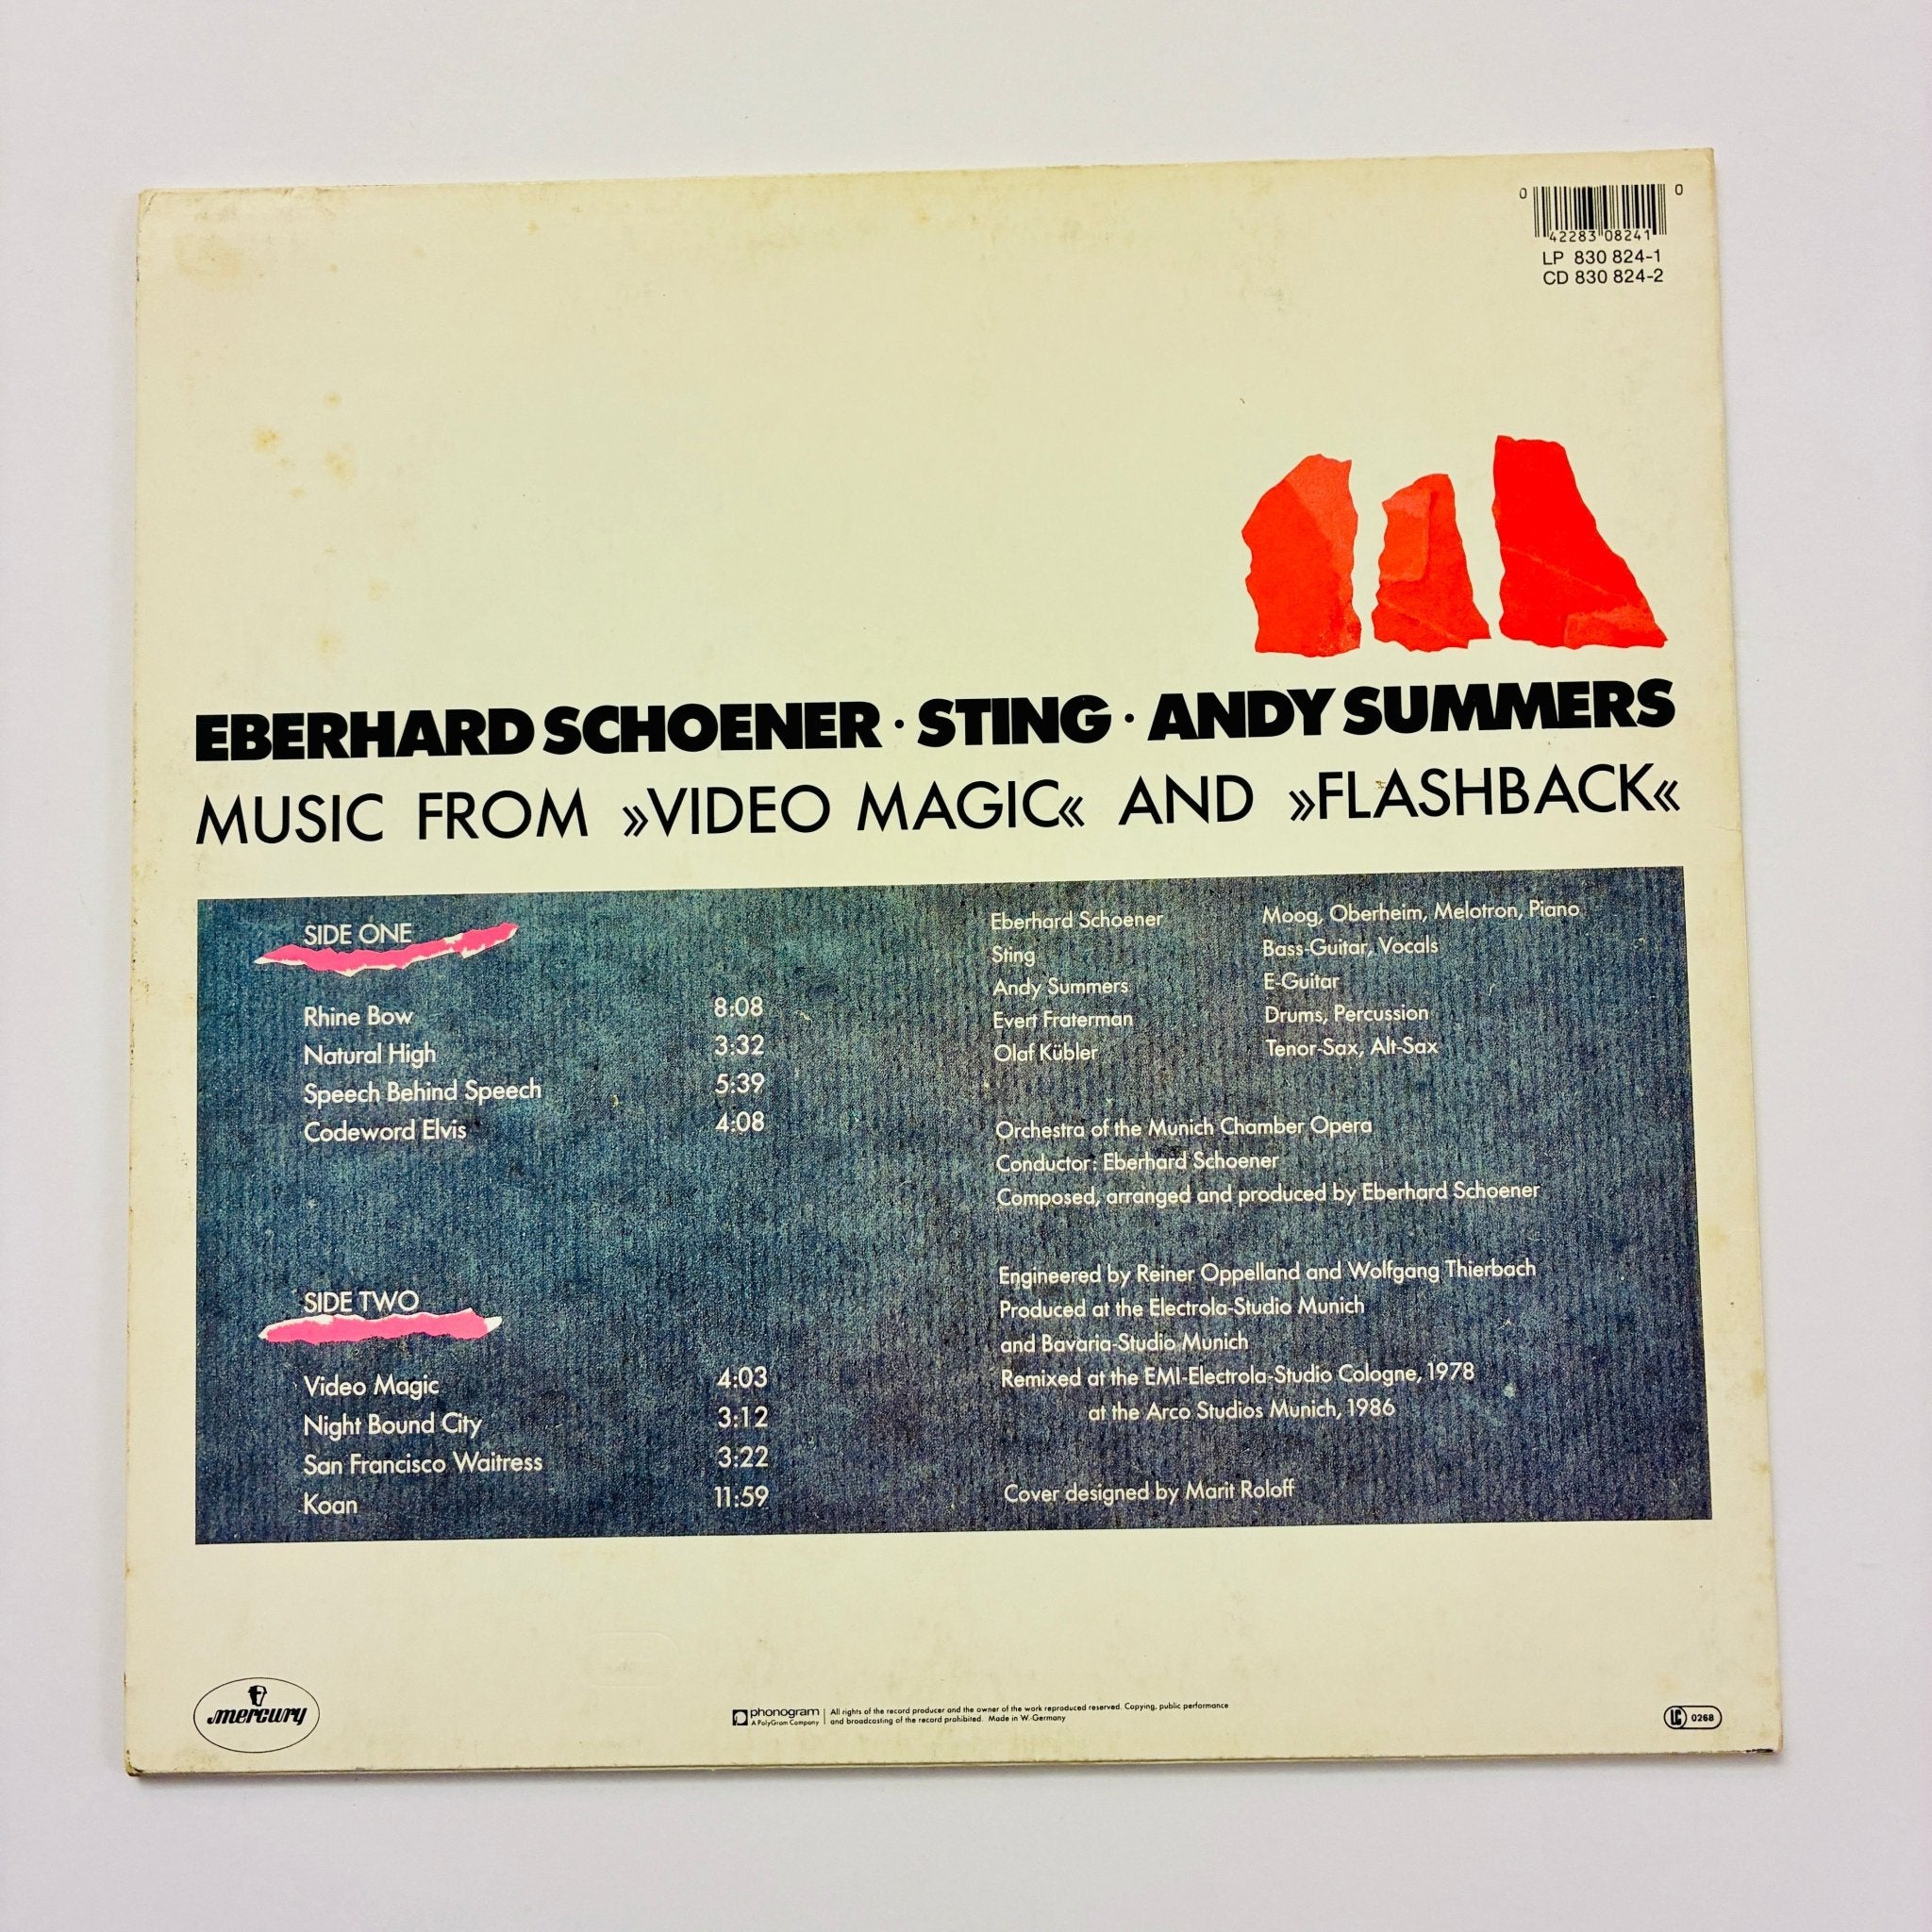 0 42283 08241 0
LP 830 824-1
CD 830 824-2
EBERHARD SCHOENER · STING · ANDY SUMMERS
MUSIC FROM »VIDEO MAGIC« AND »FLASHBACK«
SIDE ONE
Rhine Bow 8:08
Natural High 3:32
Speech Behind Speech 5:39
Codeword Elvis 4:08
SIDE TWO
Video Magic 4:03
Night Bound City 3:12
San Francisco Waitress 3:22
Koan 11:59
Eberhard Schoener Moog, Oberheim, Melotron, Piano
Sting Bass-Guitar, Vocals
Andy Summers E-Guitar
Evert Fraterman Drums, Percussion
Olaf Kübler Tenor-Sax, Alt-Sax
Orchestra of the Munich Chamber Opera
Conductor: Eberhard Schoener
Composed, arranged and produced by Eberhard Schoener
Engineered by Reiner Oppelland and Wolfgang Thierbach
Produced at the Electrola-Studio Munich
and Bavaria-Studio Munich
Remixed at the EMI-Electrola-Studio Cologne, 1978
at the Arco Studios Munich, 1986
Cover designed by Marit Roloff
mercury
phonogram
A PolyGram Company
All rights of the record producer and the owner of the work reproduced reserved. Copying, public performance
and broadcasting of the record prohibited. Made in W.-Germany
LC 0268